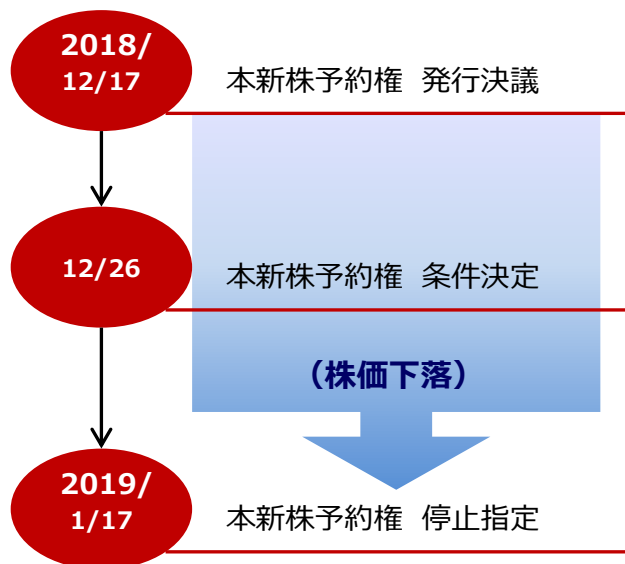 2018/
12/17
本新株予約権 発行決議
12/26
本新株予約権 条件決定
（株価下落）
2019/
1/17
本新株予約権 停止指定